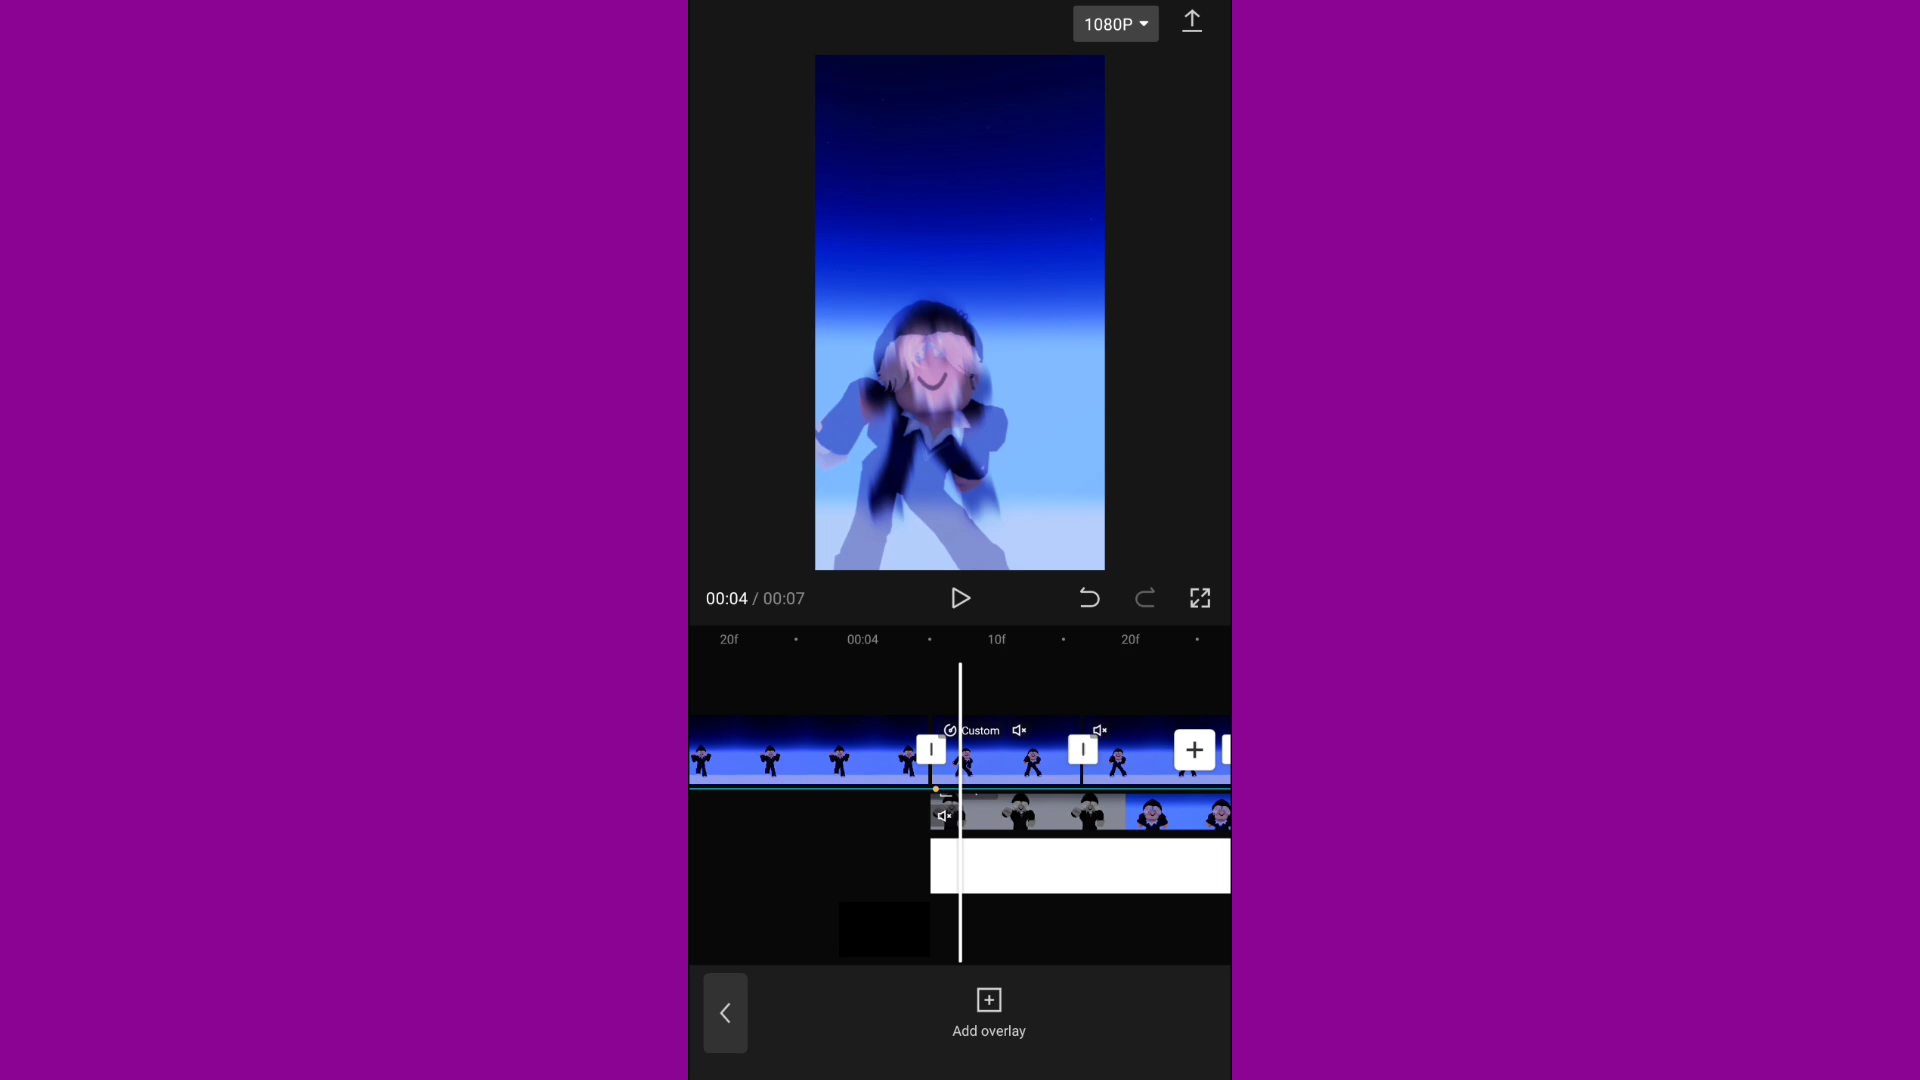 1080P
00:04 / 00:07
20f
00:04
10f
20f
Custom
Add overlay